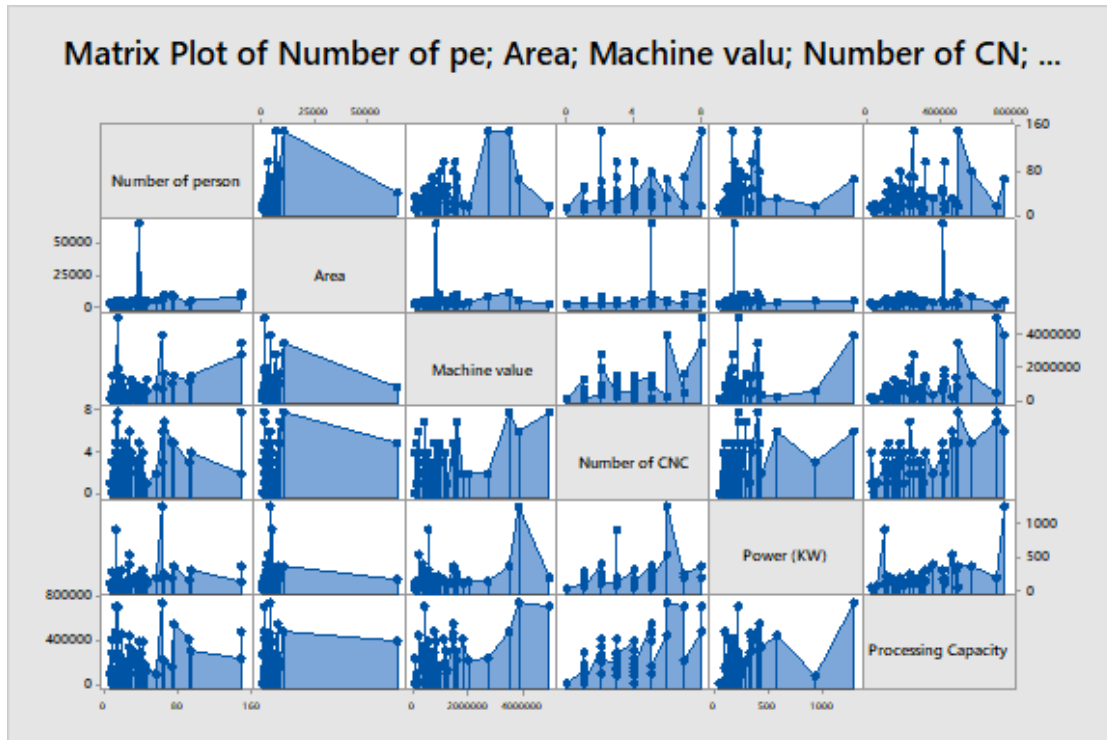 Matrix Plot of Number of pe; Area; Machine valu; Number of CN; ...
0 25000 50000 0 4 8 0 400000 800000
Number of person 160
80
0
50000
25000
0
Area
Machine value 4000000
2000000
0
8
4
0
Number of CNC
Power (KW) 1000
500
0
800000
400000
0
Processing Capacity
0 80 160 0 2000000 4000000 0 500 1000